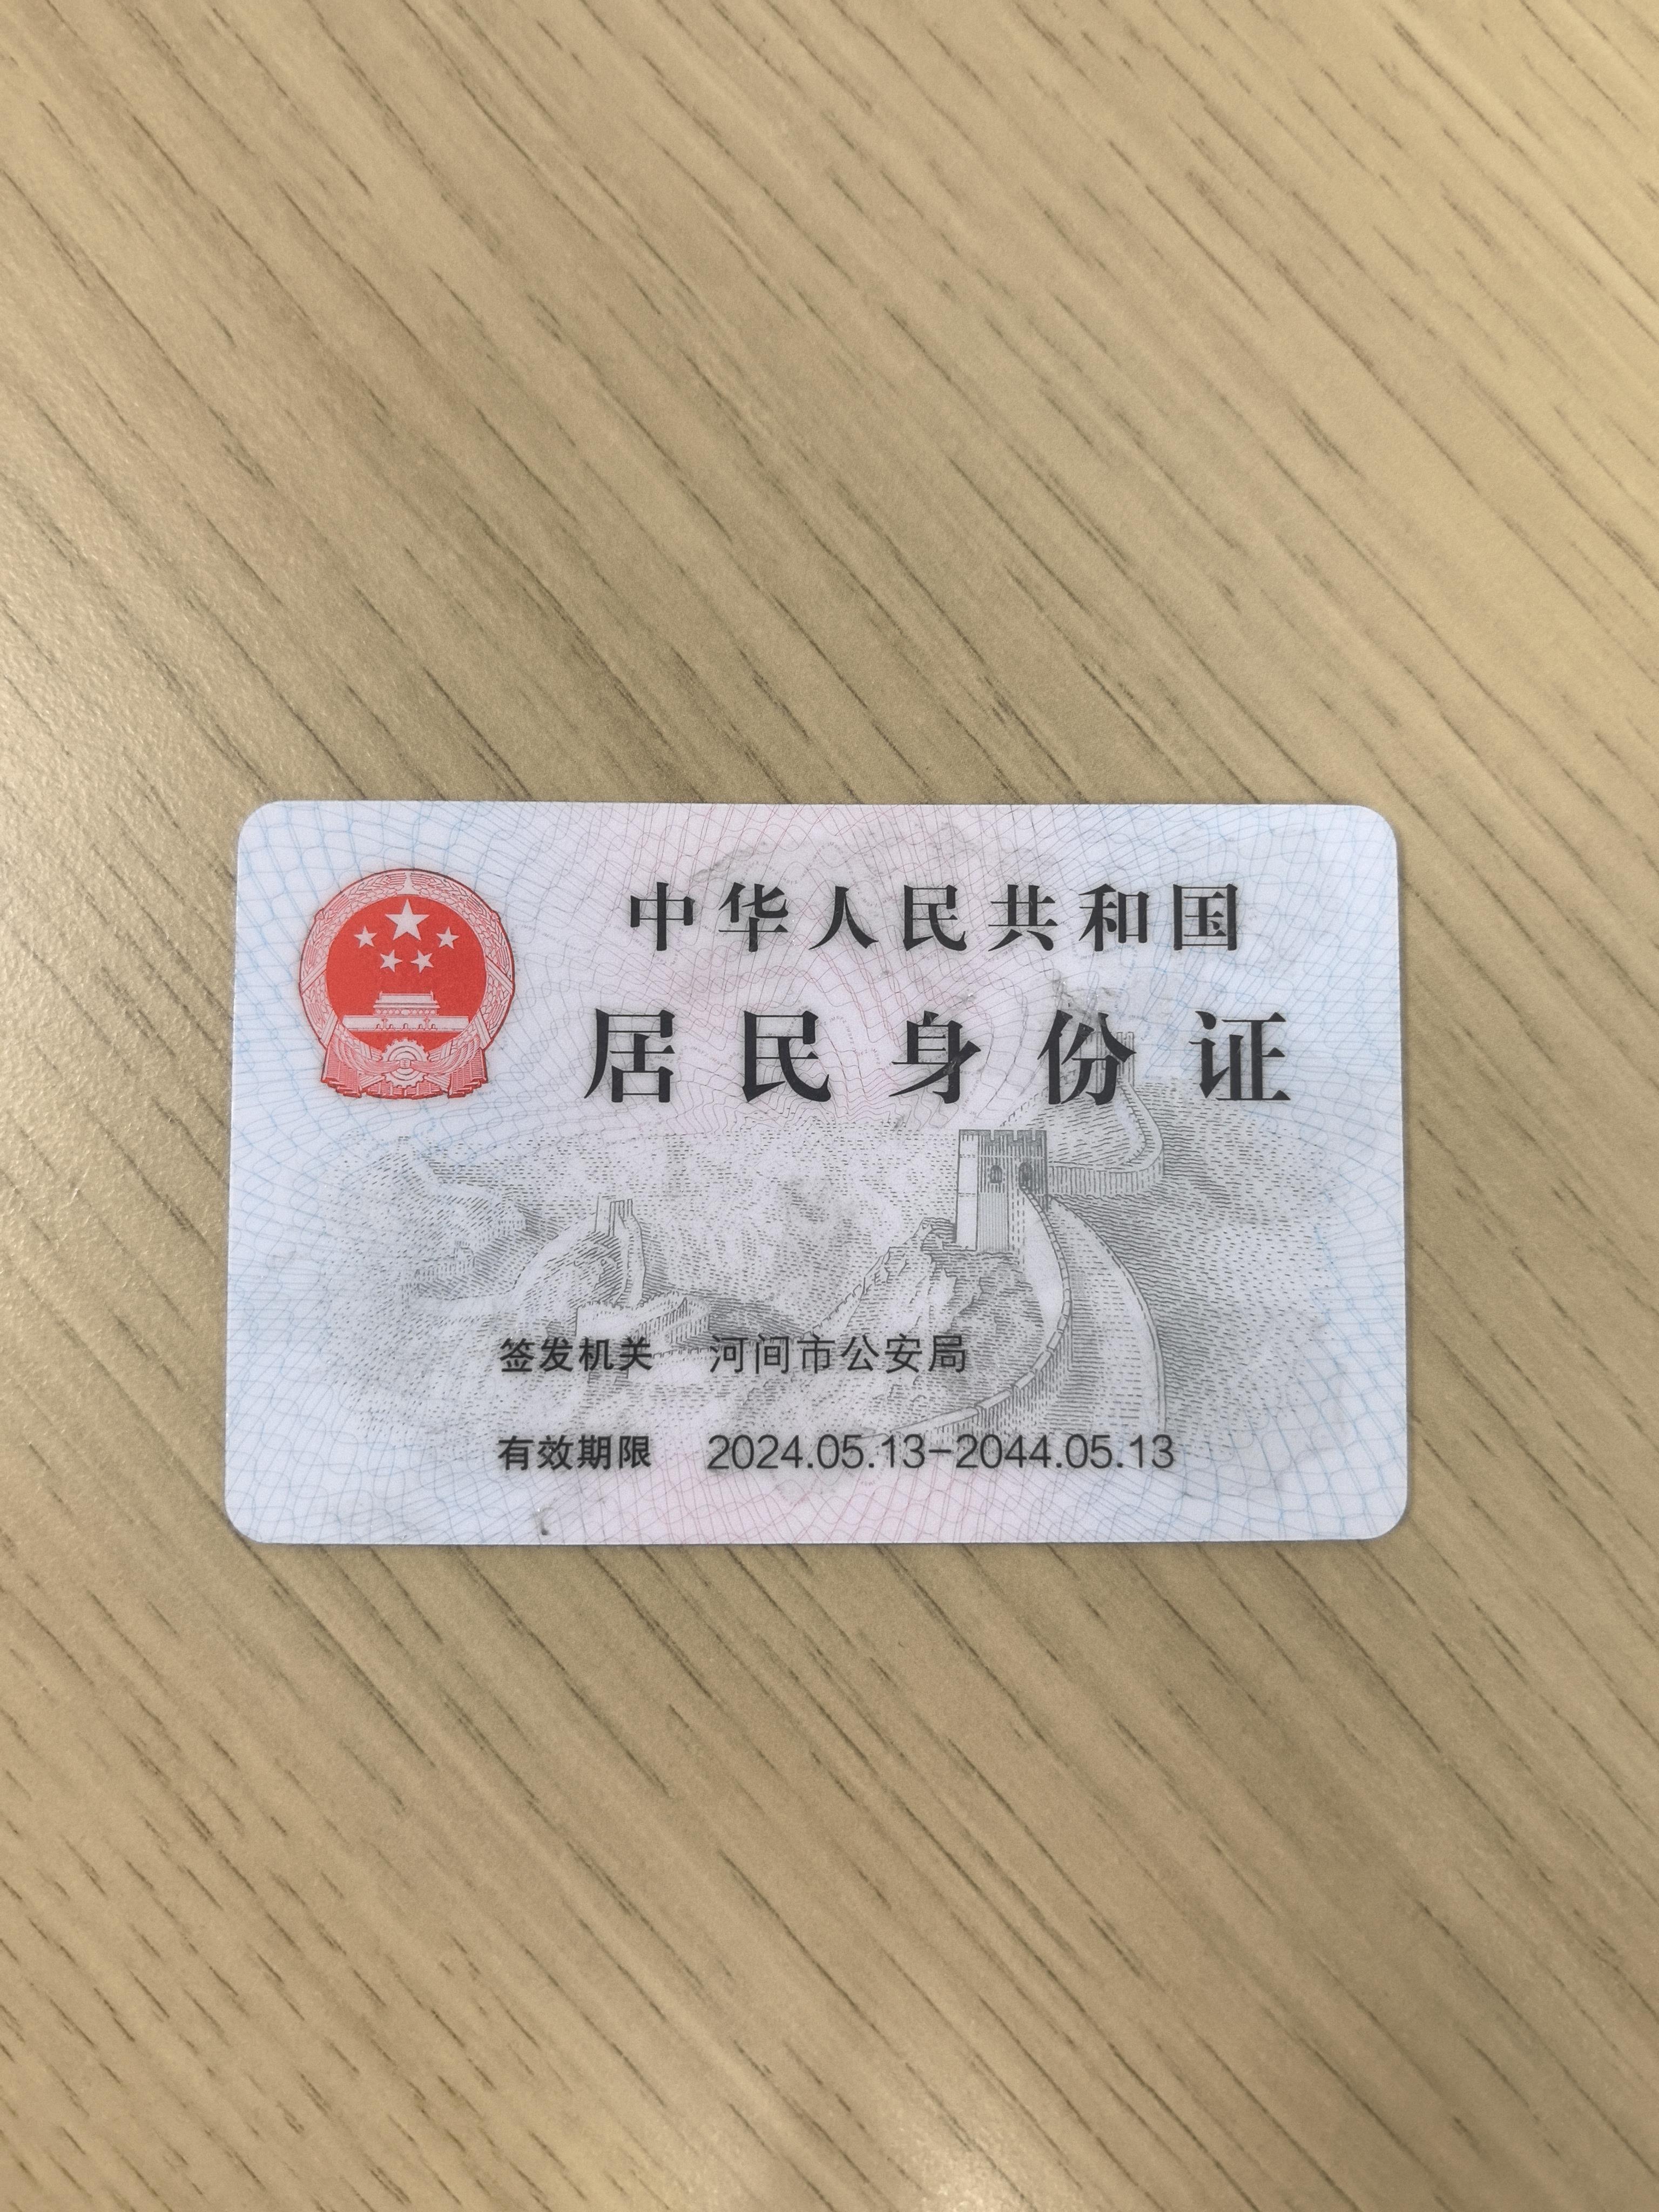 中华人民共和国
居民身份证
签发机关 河间市公安局
有效期限 2024.05.13-2044.05.13